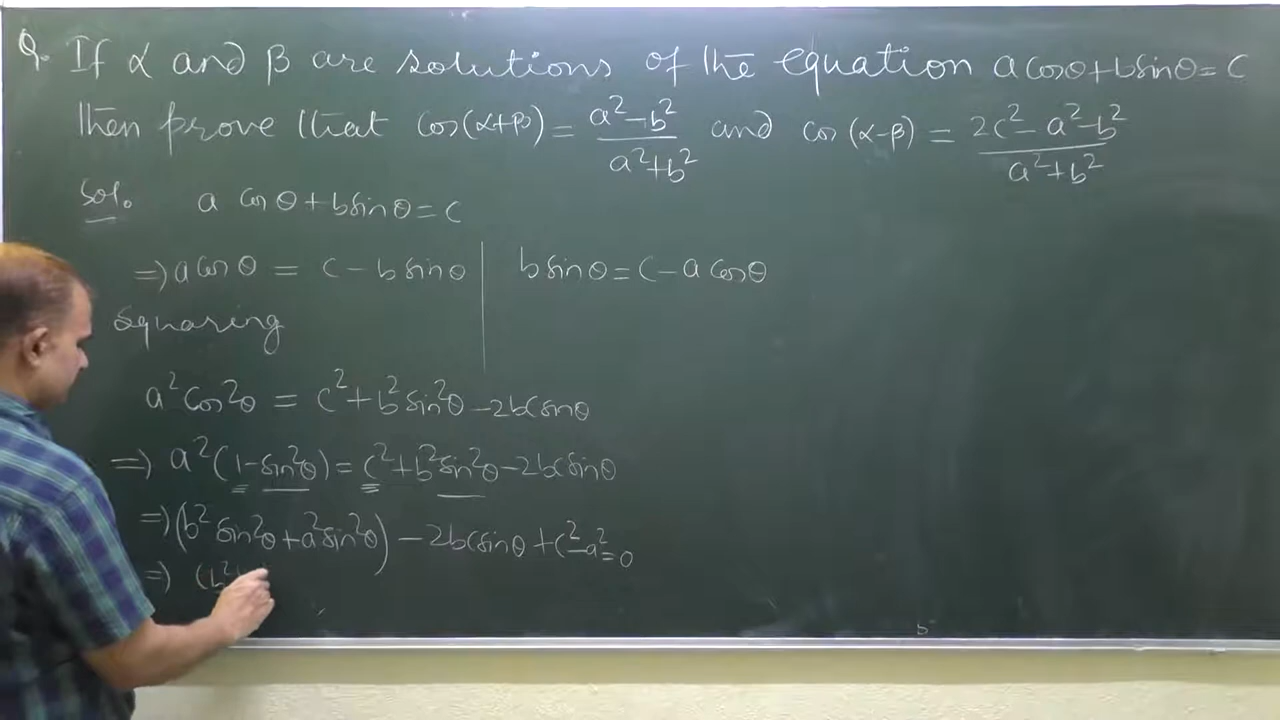 Q. If α and β are solutions of the equation a cosθ + b sinθ = c
then prove that cos(α+β) = a²-b²/a²+b² and cos(α-β) = 2c²-a²-b²/a²+b²
Sol. a cosθ + b sinθ = c
⇒ a cosθ = c - b sinθ | b sinθ = c - a cosθ
Squaring
a² cos²θ = c² + b² sin²θ - 2bc sinθ
⇒ a²(1 - sin²θ) = c² + b² sin²θ - 2bc sinθ
⇒ (b² sin²θ + a² sin²θ) - 2bc sinθ + c² - a² = 0
⇒ (b²